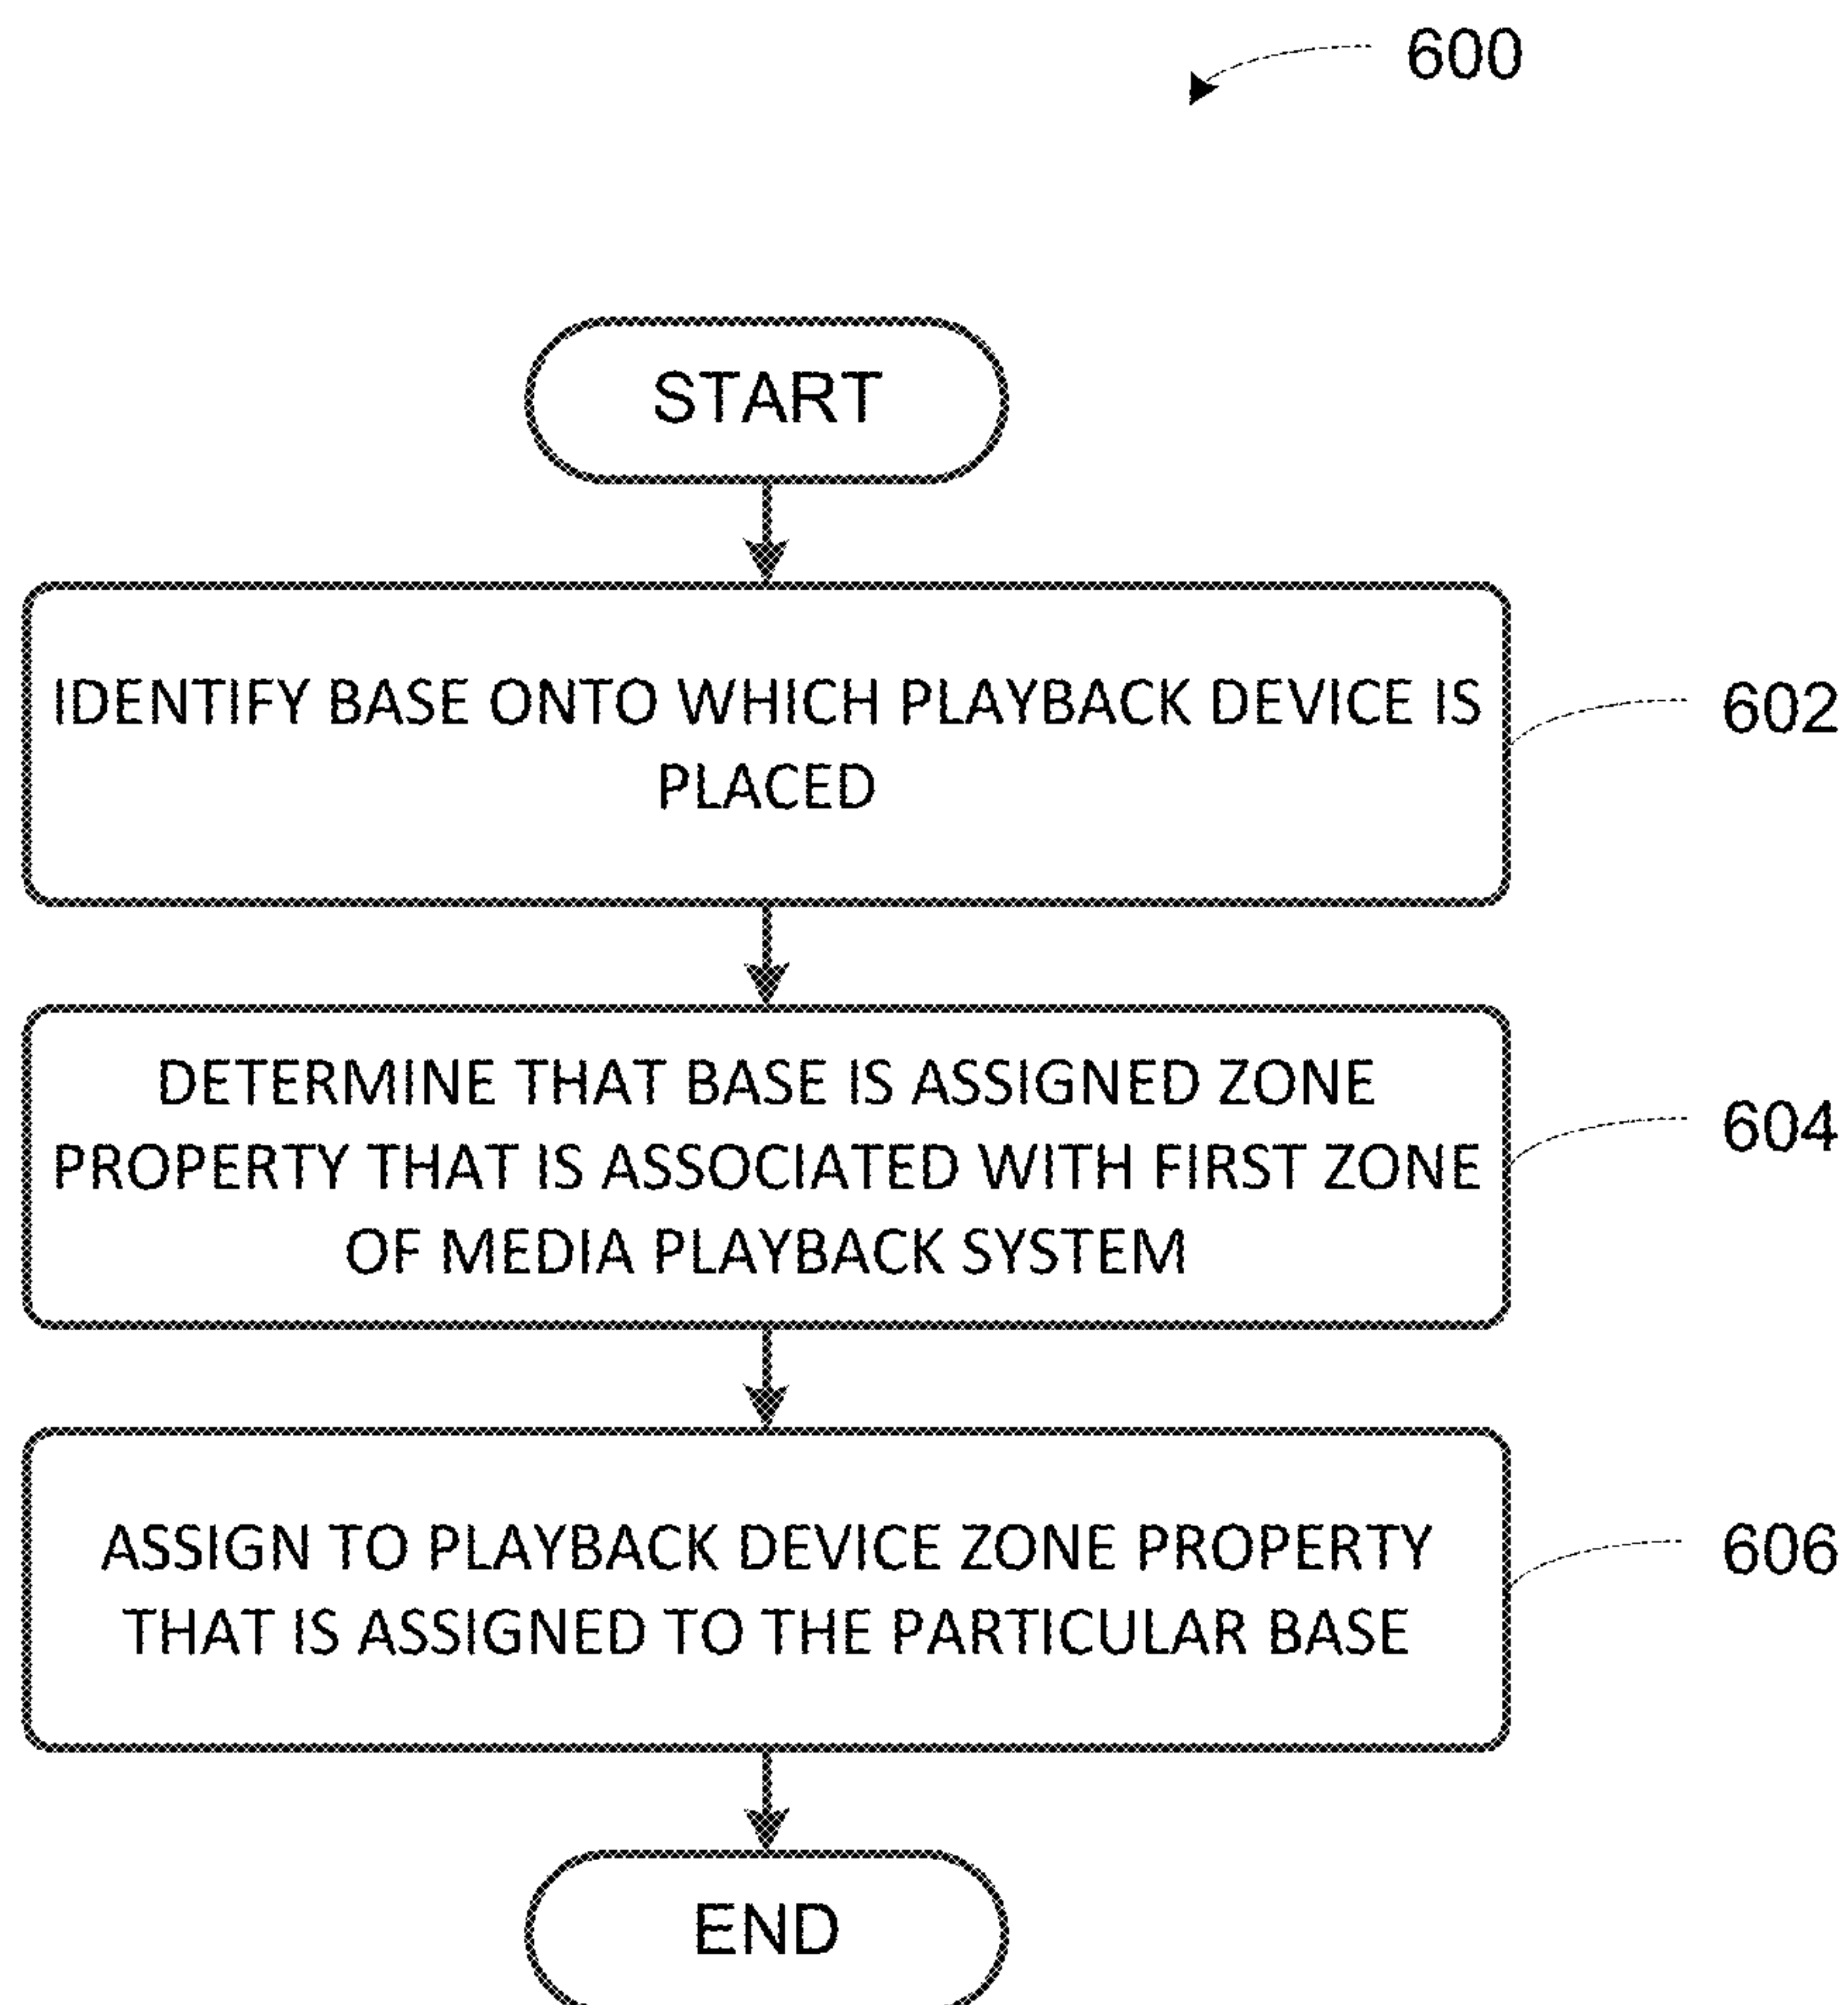 600
START
IDENTIFY BASE ONTO WHICH PLAYBACK DEVICE IS
PLACED
602
DETERMINE THAT BASE IS ASSIGNED ZONE
PROPERTY THAT IS ASSOCIATED WITH FIRST ZONE
OF MEDIA PLAYBACK SYSTEM
604
ASSIGN TO PLAYBACK DEVICE ZONE PROPERTY
THAT IS ASSIGNED TO THE PARTICULAR BASE
606
END